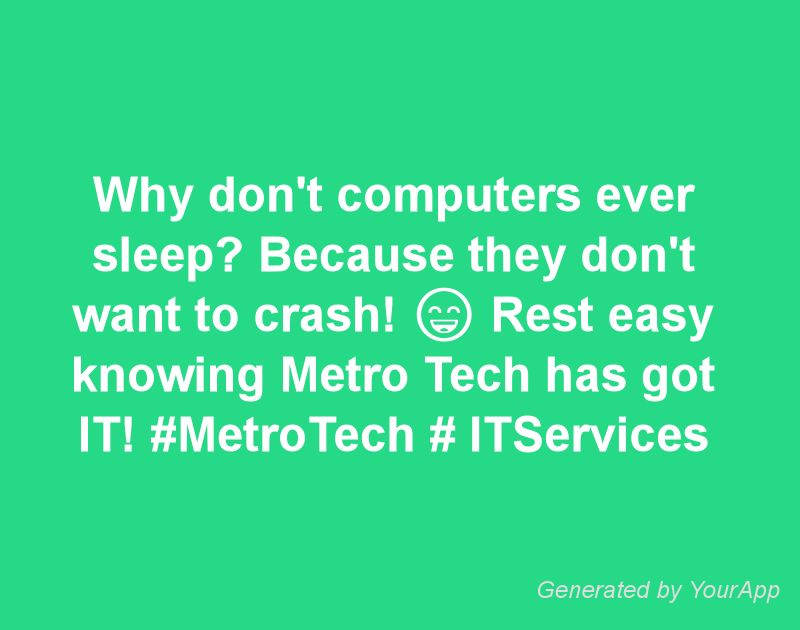 Why don't computers ever
sleep? Because they don't
want to crash! 😄 Rest easy
knowing Metro Tech has got
IT! #MetroTech # ITServices
Generated by YourApp